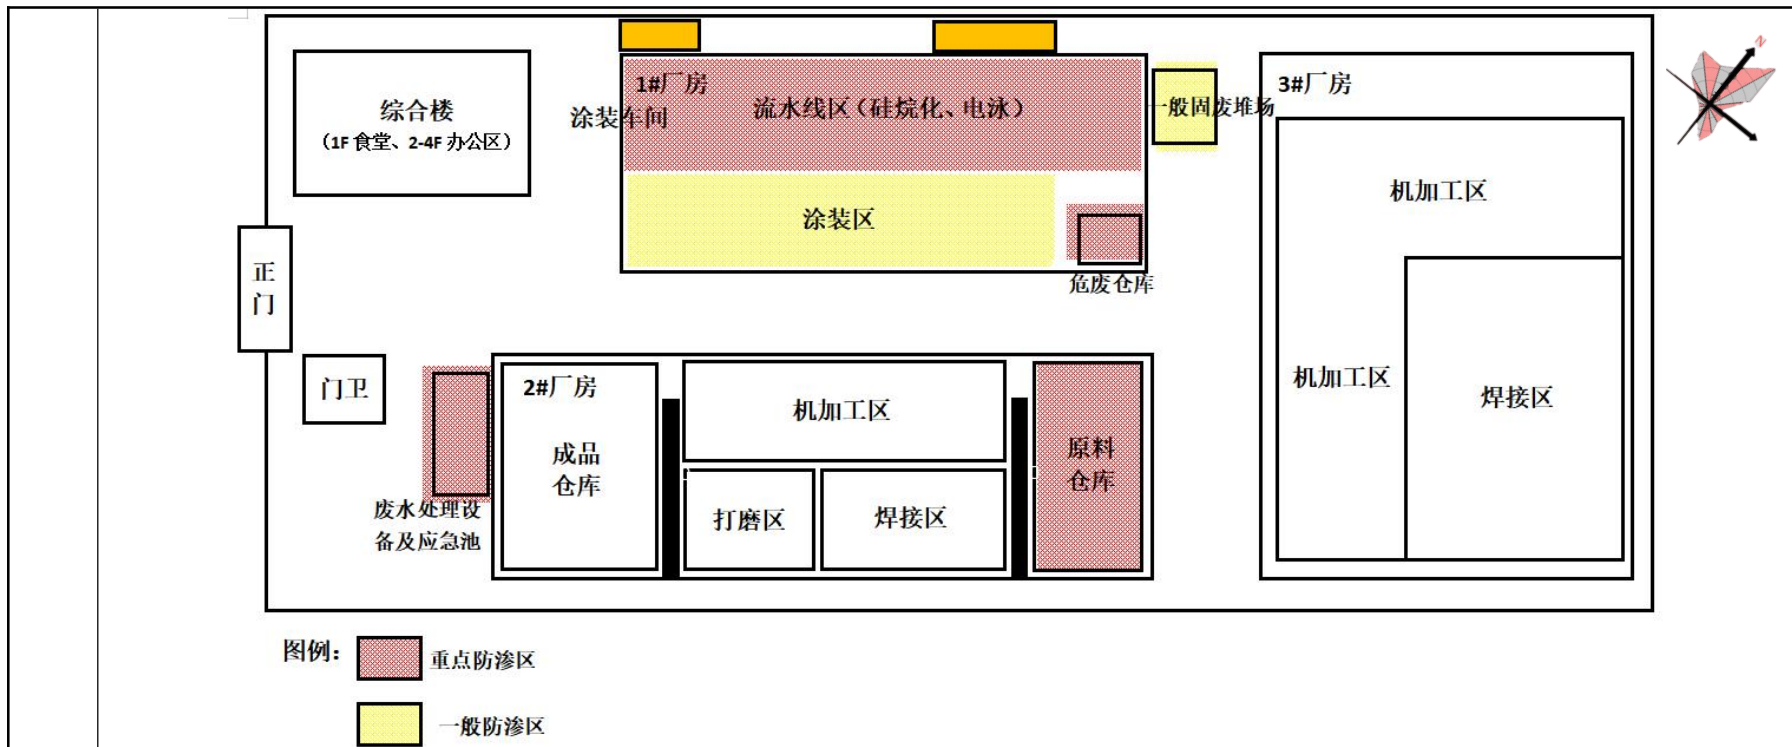 N
综合楼
（1F 食堂、2-4F 办公区）
1#厂房
涂装车间
流水线区（硅烷化、电泳）
一般固废堆场
3#厂房
机加工区
涂装区
危废仓库
正
门
门卫
2#厂房
成品
仓库
机加工区
打磨区
焊接区
原料
仓库
机加工区
焊接区
废水处理设
备及应急池
图例：
重点防渗区
一般防渗区